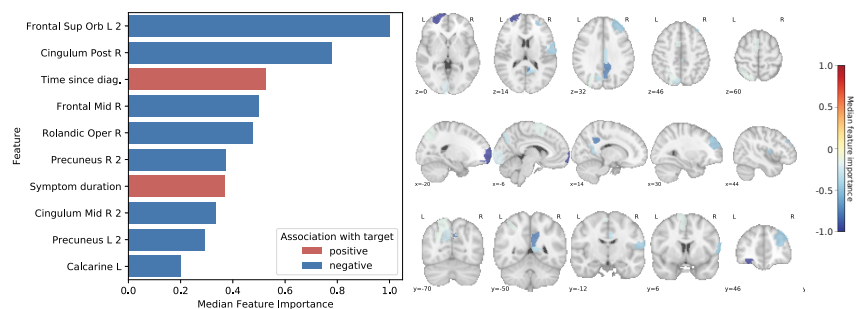 Feature
Frontal Sup Orb L 2
Cingulum Post R
Time since diag.
Frontal Mid R
Rolandic Oper R
Precuneus R 2
Symptom duration
Cingulum Mid R 2
Precuneus L 2
Calcarine L
Association with target
positive
negative
0.0 0.2 0.4 0.6 0.8 1.0
Median Feature Importance
L R L R L R L R L R
z=0 z=14 z=32 z=46 z=60
x=-20 x=-6 x=14 x=30 x=44
L R L R L R L R L R
y=-70 y=-50 y=-12 y=6 y=46 y
1.0
0.5
0
-0.5
-1.0
Median feature importance